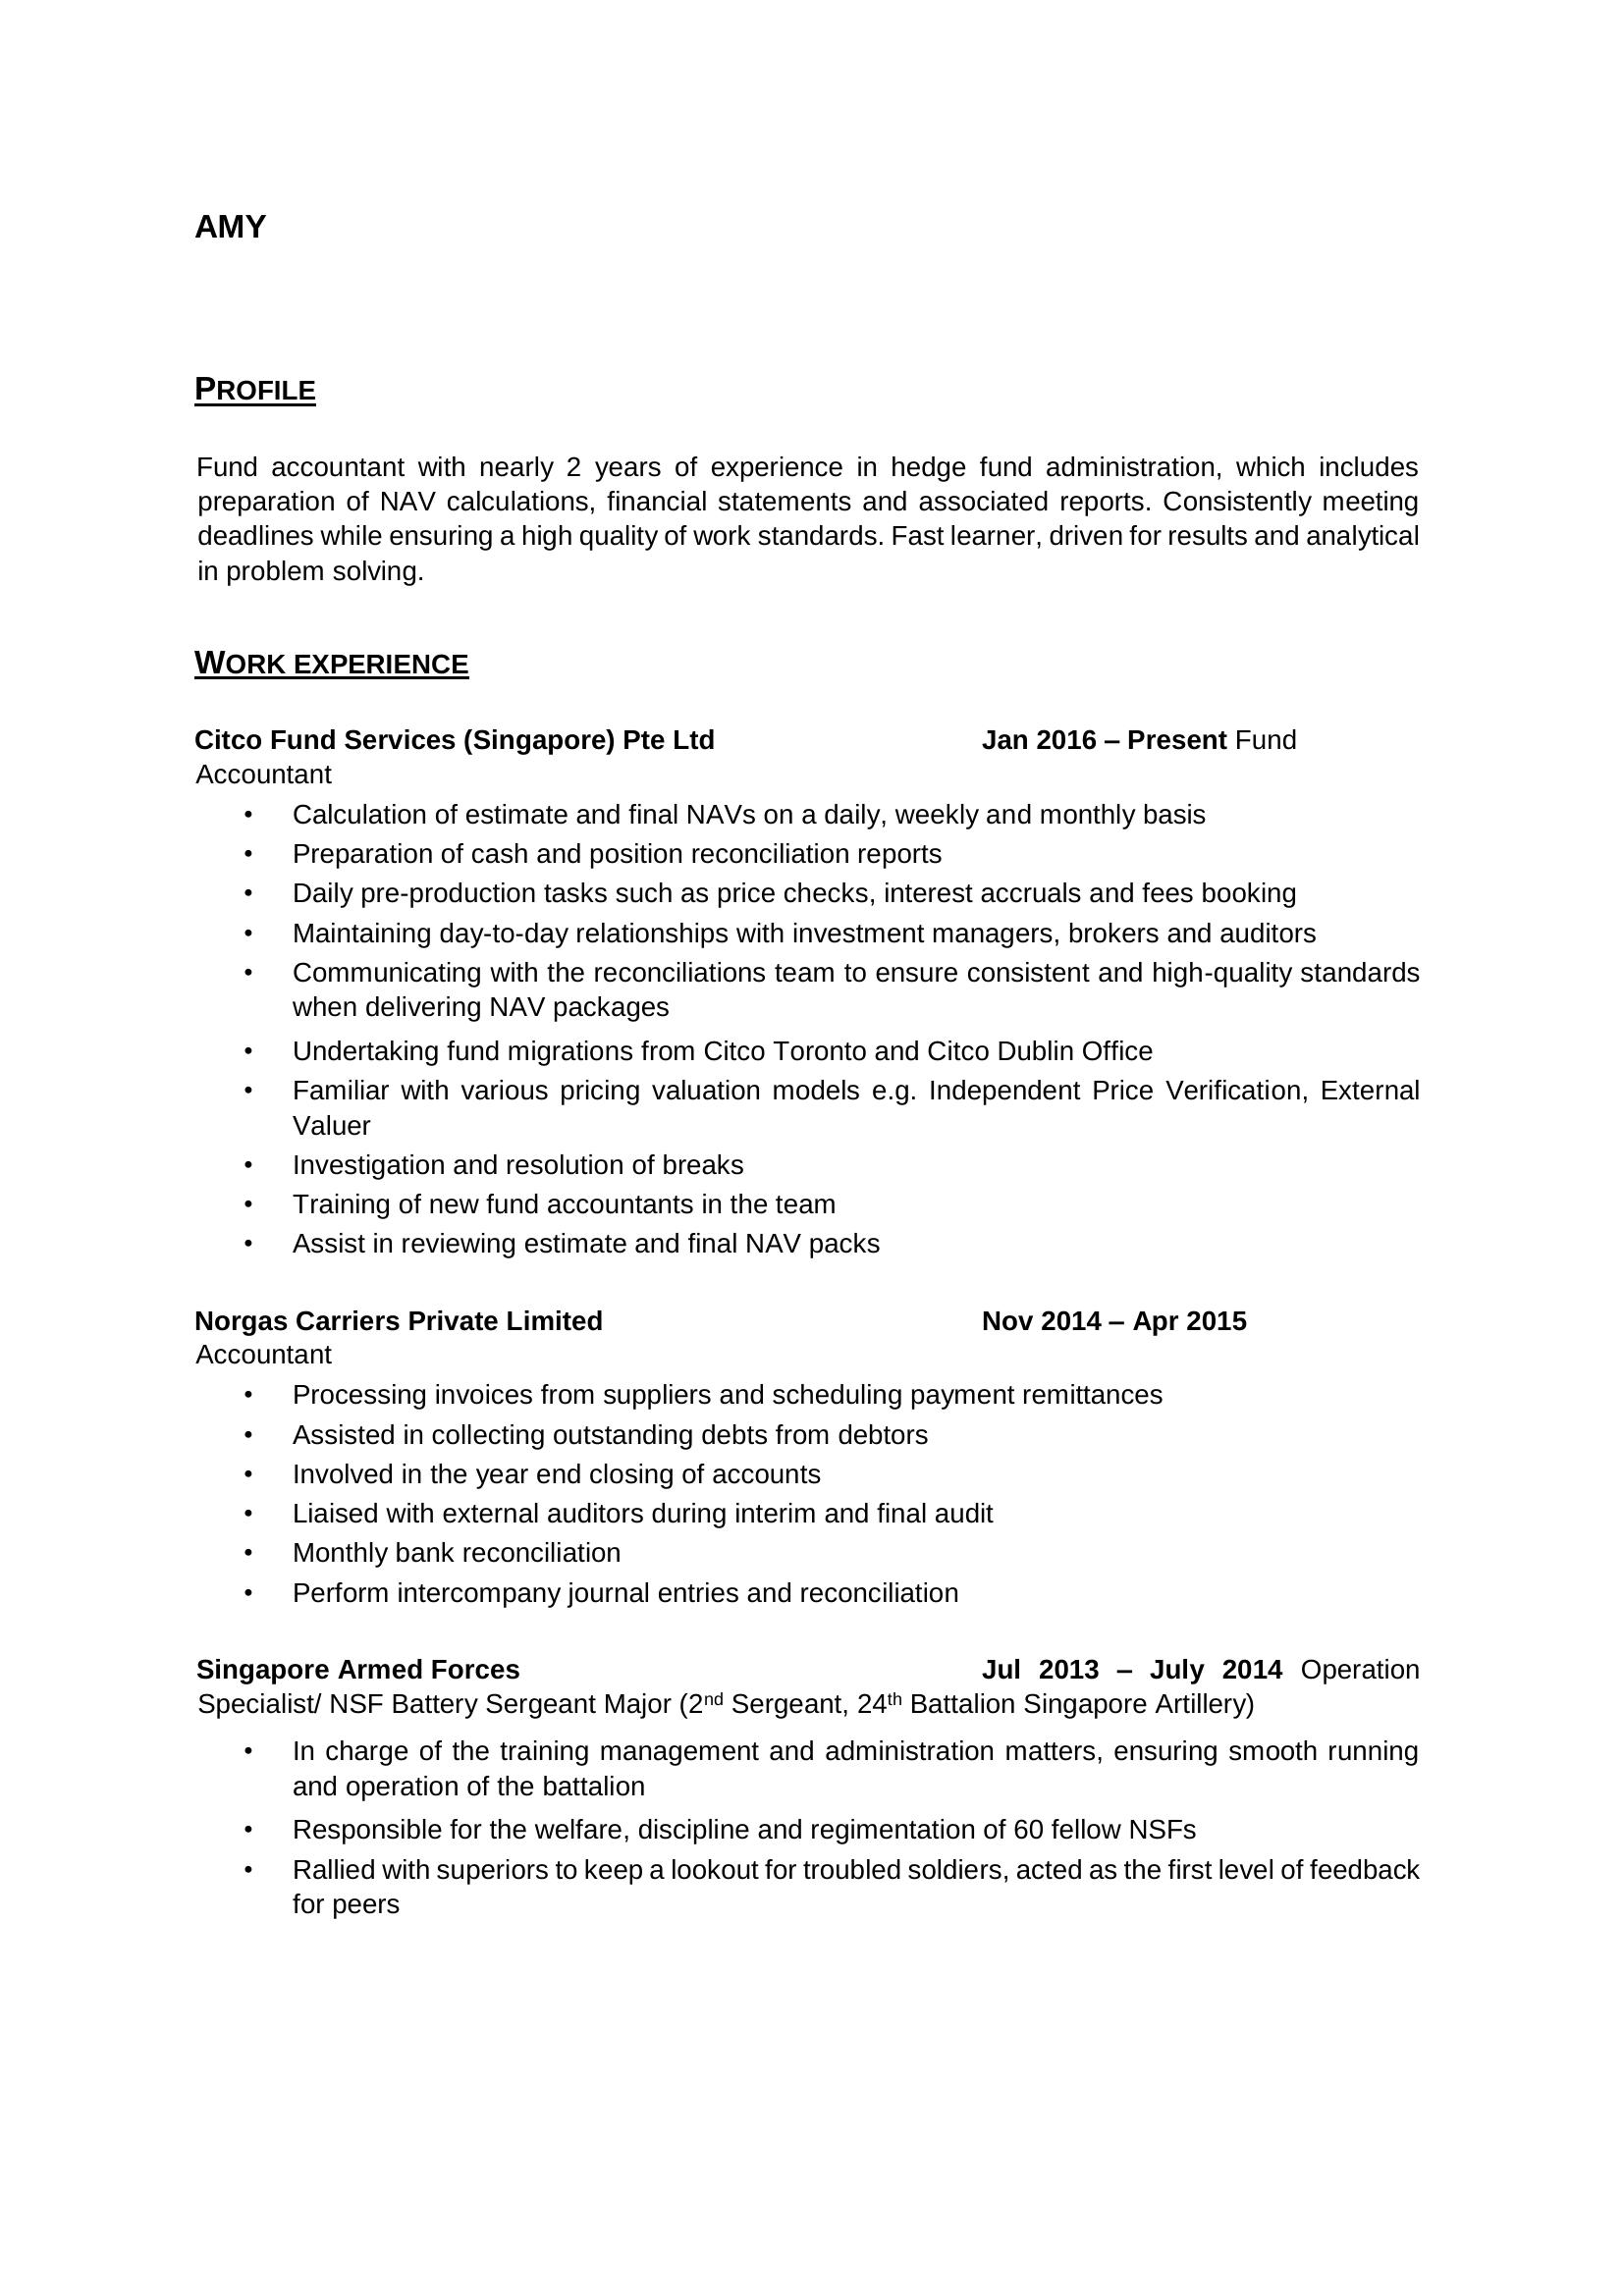 AMY
PROFILE
Fund accountant with nearly 2 years of experience in hedge fund administration, which includes
preparation of NAV calculations, financial statements and associated reports. Consistently meeting
deadlines while ensuring a high quality of work standards. Fast learner, driven for results and analytical
in problem solving.
WORK EXPERIENCE
Citco Fund Services (Singapore) Pte Ltd Jan 2016 – Present Fund
Accountant
• Calculation of estimate and final NAVs on a daily, weekly and monthly basis
• Preparation of cash and position reconciliation reports
• Daily pre-production tasks such as price checks, interest accruals and fees booking
• Maintaining day-to-day relationships with investment managers, brokers and auditors
• Communicating with the reconciliations team to ensure consistent and high-quality standards
when delivering NAV packages
• Undertaking fund migrations from Citco Toronto and Citco Dublin Office
• Familiar with various pricing valuation models e.g. Independent Price Verification, External
Valuer
• Investigation and resolution of breaks
• Training of new fund accountants in the team
• Assist in reviewing estimate and final NAV packs
Norgas Carriers Private Limited Nov 2014 – Apr 2015
Accountant
• Processing invoices from suppliers and scheduling payment remittances
• Assisted in collecting outstanding debts from debtors
• Involved in the year end closing of accounts
• Liaised with external auditors during interim and final audit
• Monthly bank reconciliation
• Perform intercompany journal entries and reconciliation
Singapore Armed Forces Jul 2013 – July 2014 Operation
Specialist/ NSF Battery Sergeant Major (2nd Sergeant, 24th Battalion Singapore Artillery)
• In charge of the training management and administration matters, ensuring smooth running
and operation of the battalion
• Responsible for the welfare, discipline and regimentation of 60 fellow NSFs
• Rallied with superiors to keep a lookout for troubled soldiers, acted as the first level of feedback
for peers